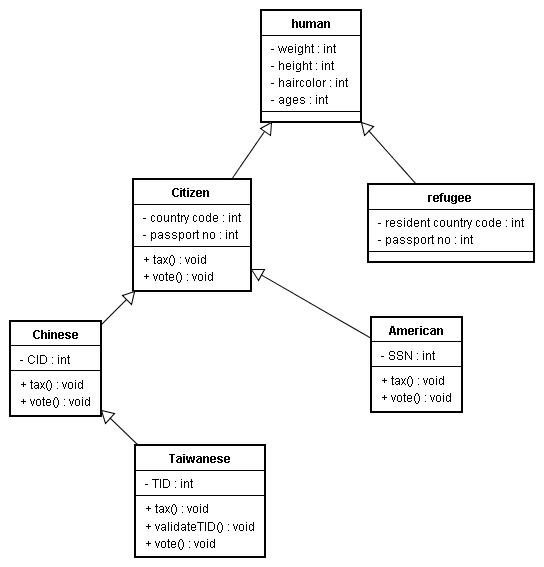 human
- weight : int
- height : int
- haircolor : int
- ages : int
Citizen
- country code : int
- passport no : int
+ tax() : void
+ vote() : void
refugee
- resident country code : int
- passport no : int
Chinese
- CID : int
+ tax() : void
+ vote() : void
American
- SSN : int
+ tax() : void
+ vote() : void
Taiwanese
- TID : int
+ tax() : void
+ validateTID() : void
+ vote() : void